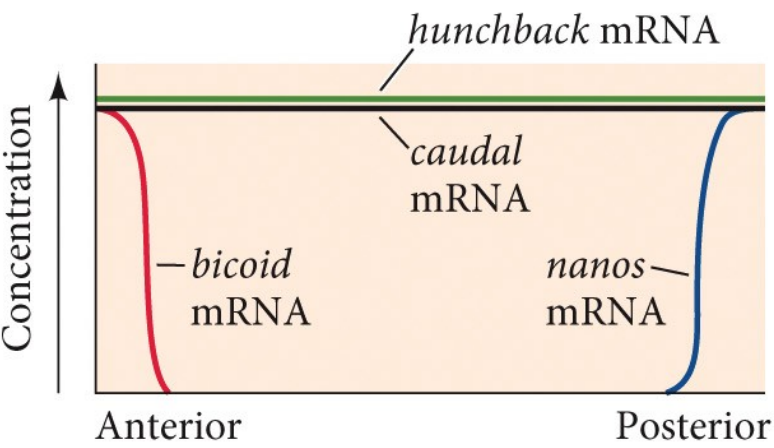 hunchback mRNA
Concentration
caudal
mRNA
bicoid
mRNA
nanos
mRNA
Anterior
Posterior